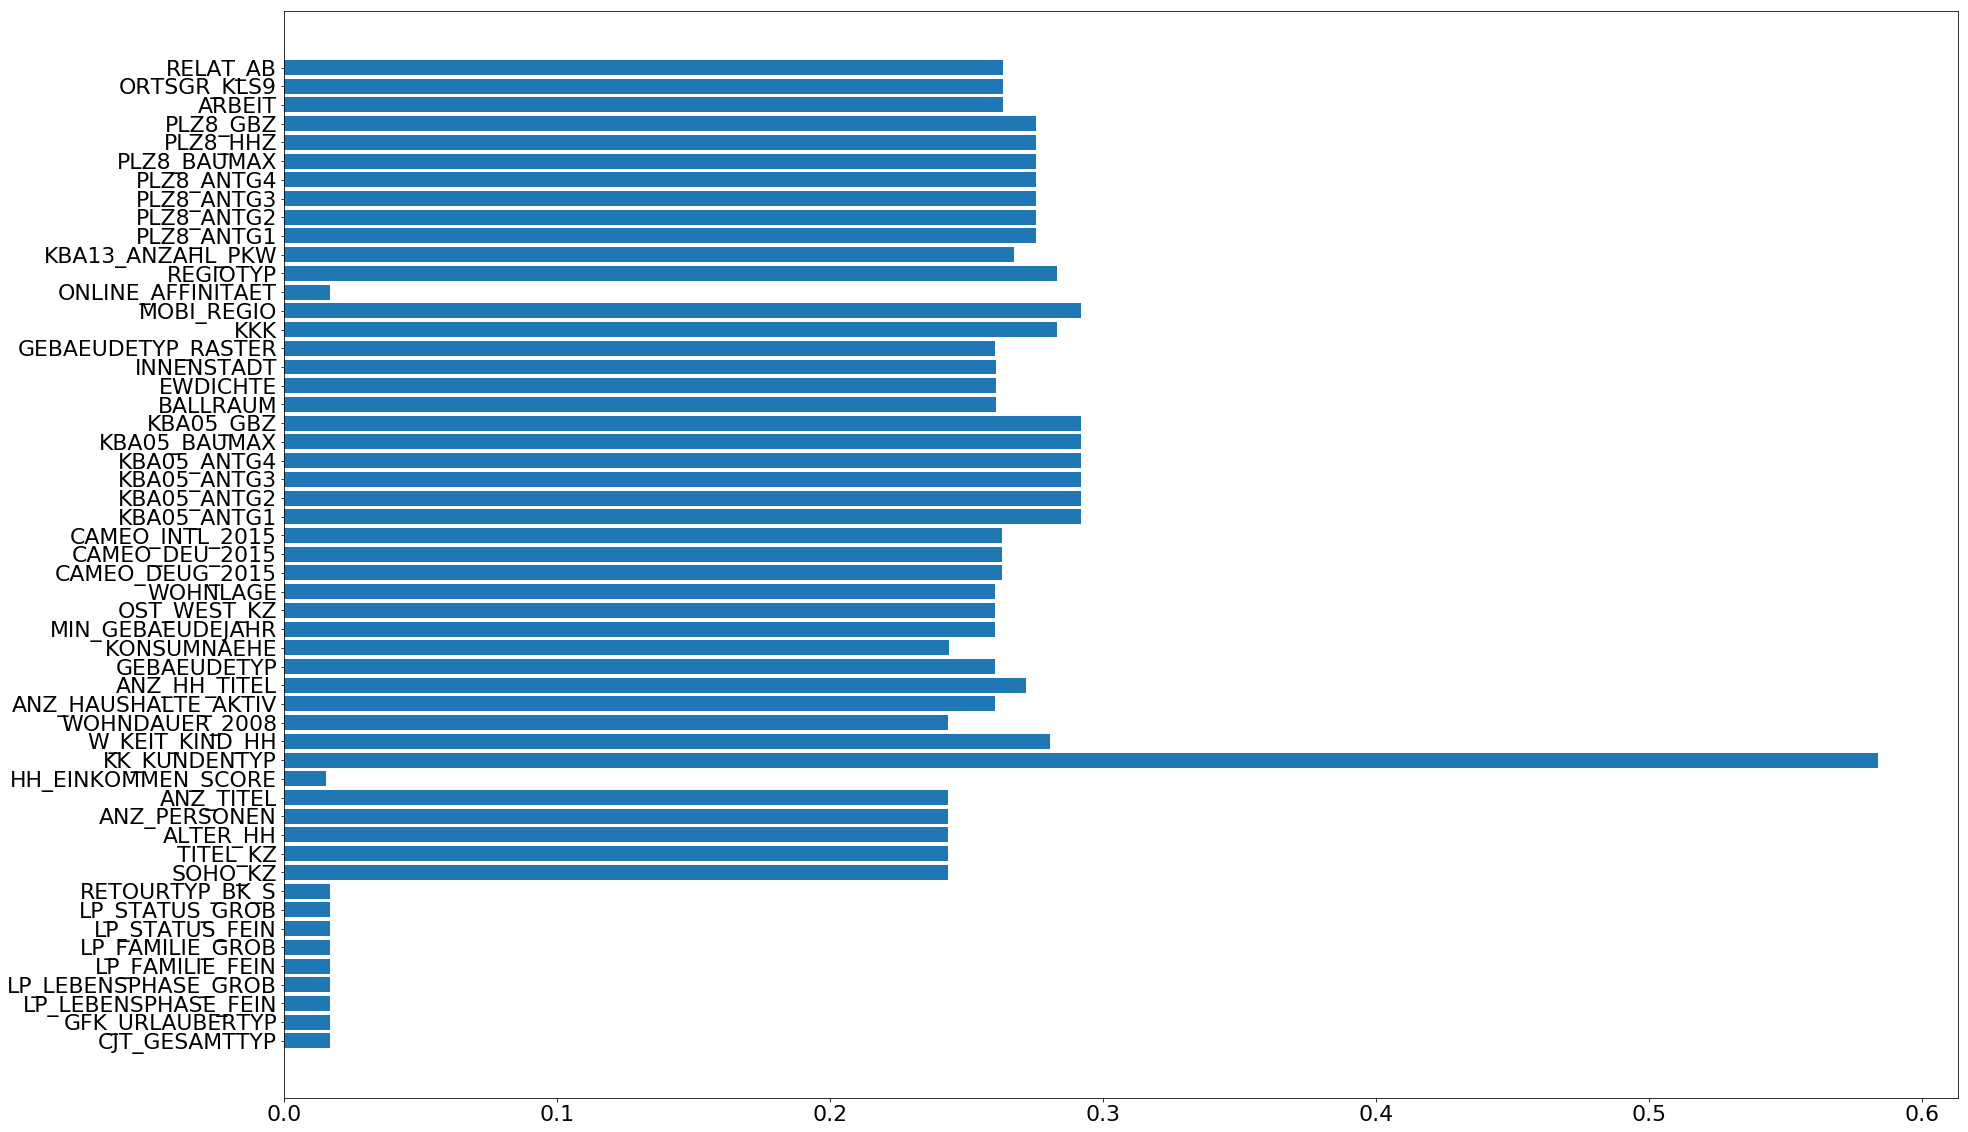 RELAT_AB
ORTSGR_KLS9
ARBEIT
PLZ8_GBZ
PLZ8_HHZ
PLZ8_BAUMAX
PLZ8_ANTG4
PLZ8_ANTG3
PLZ8_ANTG2
PLZ8_ANTG1
KBA13_ANZAHL_PKW
REGIOTYP
ONLINE_AFFINITAET
MOBI_REGIO
KKK
GEBAEUDETYP_RASTER
INNENSTADT
EWDICHTE
BALLRAUM
KBA05_GBZ
KBA05_BAUMAX
KBA05_ANTG4
KBA05_ANTG3
KBA05_ANTG2
KBA05_ANTG1
CAMEO_INTL_2015
CAMEO_DEU_2015
CAMEO_DEUG_2015
WOHNLAGE
OST_WEST_KZ
MIN_GEBAEUDEJAHR
KONSUMNAEHE
GEBAEUDETYP
ANZ_HH_TITEL
ANZ_HAUSHALTE_AKTIV
WOHNDAUER_2008
W_KEIT_KIND_HH
KK_KUNDENTYP
HH_EINKOMMEN_SCORE
ANZ_TITEL
ANZ_PERSONEN
ALTER_HH
TITEL_KZ
SOHO_KZ
RETOURTYP_BK_S
LP_STATUS_GROB
LP_STATUS_FEIN
LP_FAMILIE_GROB
LP_FAMILIE_FEIN
LP_LEBENSPHASE_GROB
LP_LEBENSPHASE_FEIN
GFK_URLAUBERTYP
CJT_GESAMTTYP
0.0 0.1 0.2 0.3 0.4 0.5 0.6